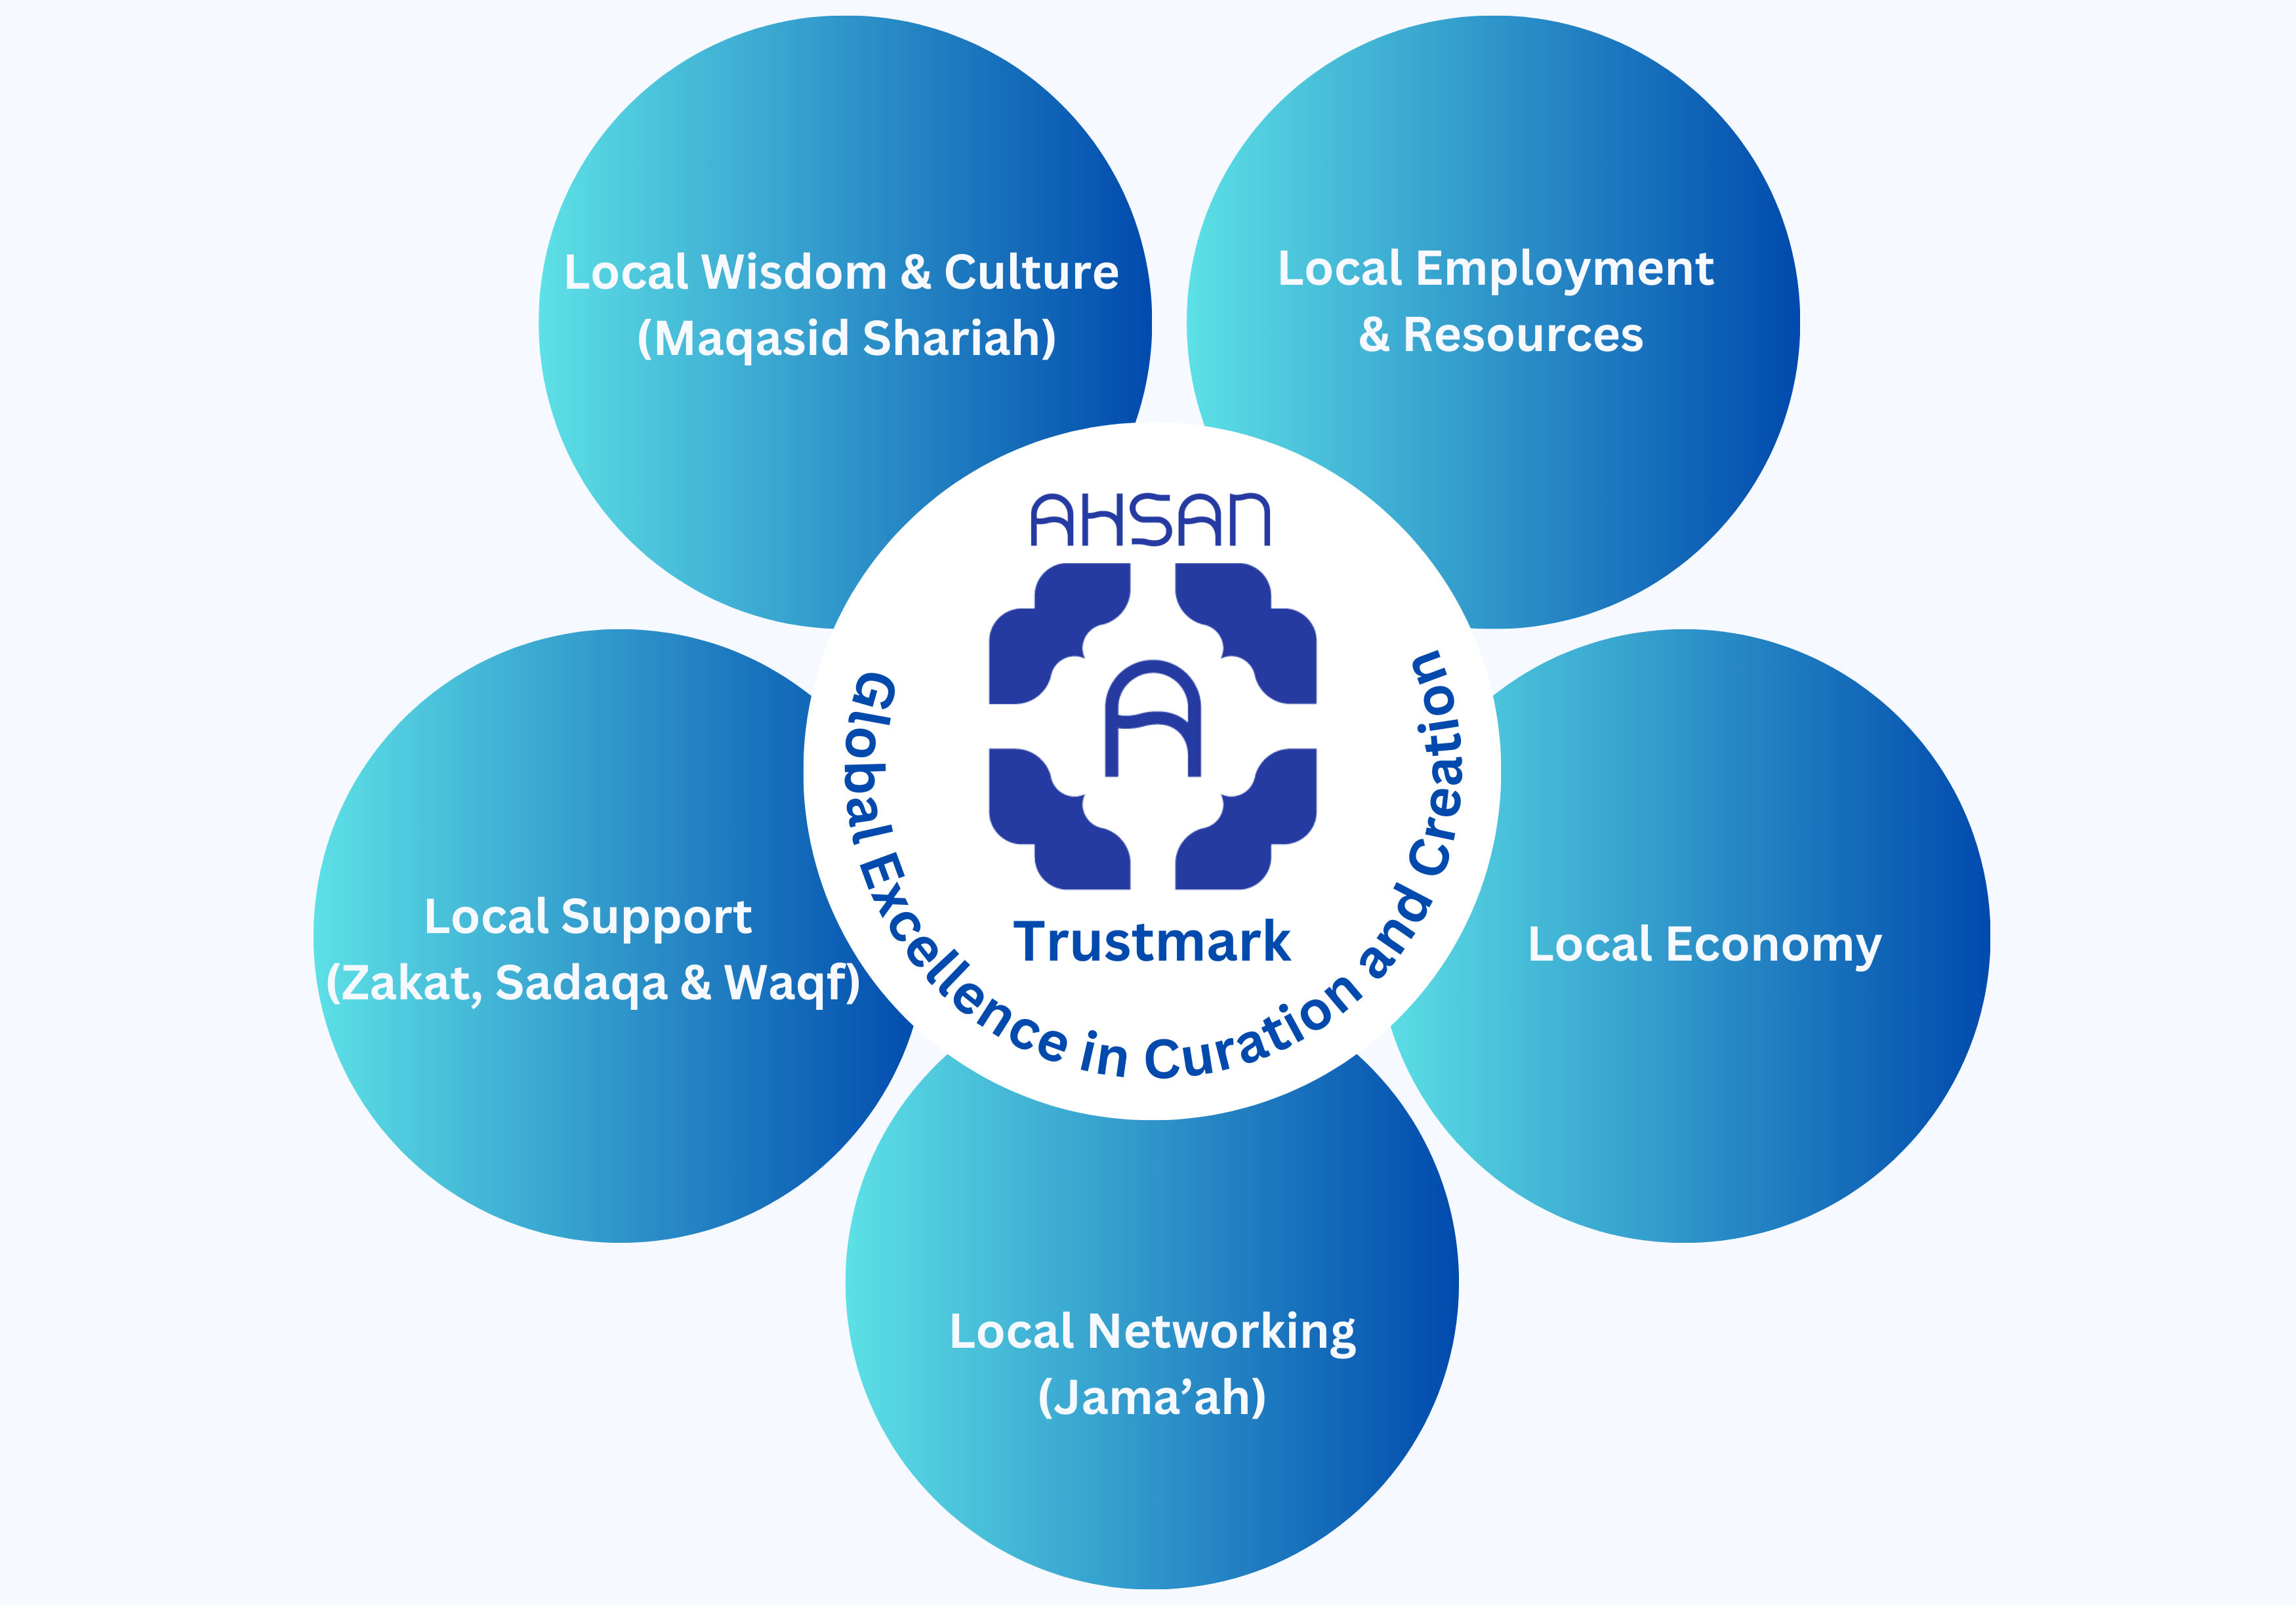 Local Wisdom & Culture
(Maqasid Shariah)
Local Employment
& Resources
AHSAN
A
Trustmark
Global Excellence in Curation and Creation
Local Support
(Zakat, Sadaqa & Waqf)
Local Economy
Local Networking
(Jama’ah)